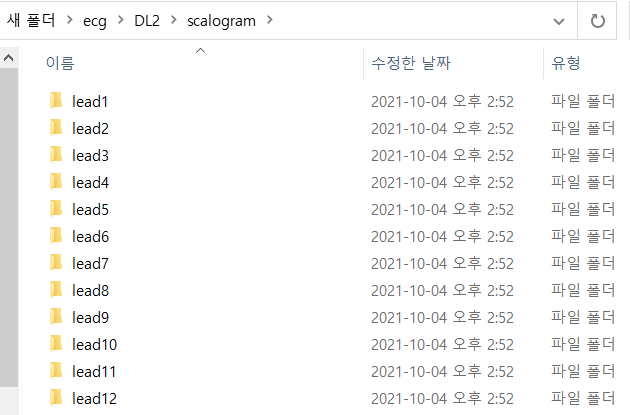 새 폴더 > ecg > DL2 > scalogram >
이름 수정한 날짜 유형
lead1 2021-10-04 오후 2:52 파일 폴더
lead2 2021-10-04 오후 2:52 파일 폴더
lead3 2021-10-04 오후 2:52 파일 폴더
lead4 2021-10-04 오후 2:52 파일 폴더
lead5 2021-10-04 오후 2:52 파일 폴더
lead6 2021-10-04 오후 2:52 파일 폴더
lead7 2021-10-04 오후 2:52 파일 폴더
lead8 2021-10-04 오후 2:52 파일 폴더
lead9 2021-10-04 오후 2:52 파일 폴더
lead10 2021-10-04 오후 2:52 파일 폴더
lead11 2021-10-04 오후 2:52 파일 폴더
lead12 2021-10-04 오후 2:52 파일 폴더